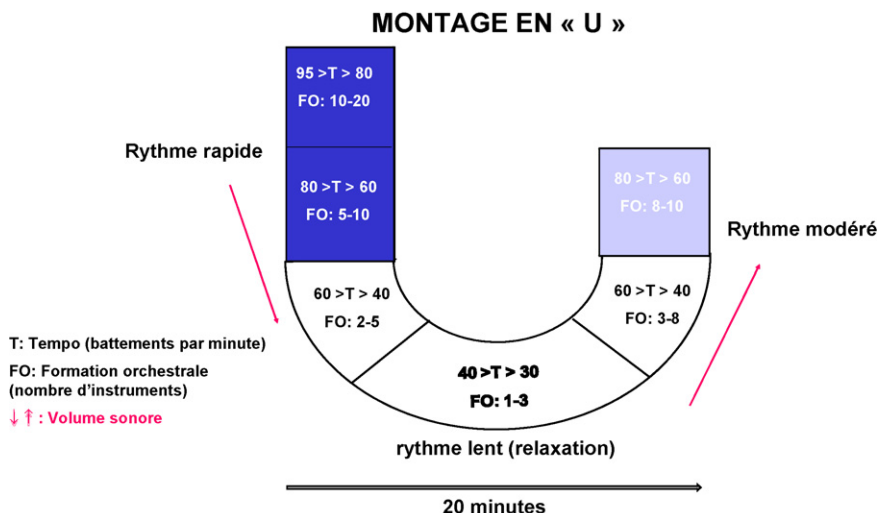 MONTAGE EN « U »
95 >T > 80
FO: 10-20
Rythme rapide
80 >T > 60
FO: 5-10
80 >T > 60
FO: 8-10
Rythme modéré
60 >T > 40
FO: 2-5
60 >T > 40
FO: 3-8
40 >T > 30
FO: 1-3
T: Tempo (battements par minute)
FO: Formation orchestrale
(nombre d'instruments)
↓ ↑ : Volume sonore
rythme lent (relaxation)
20 minutes